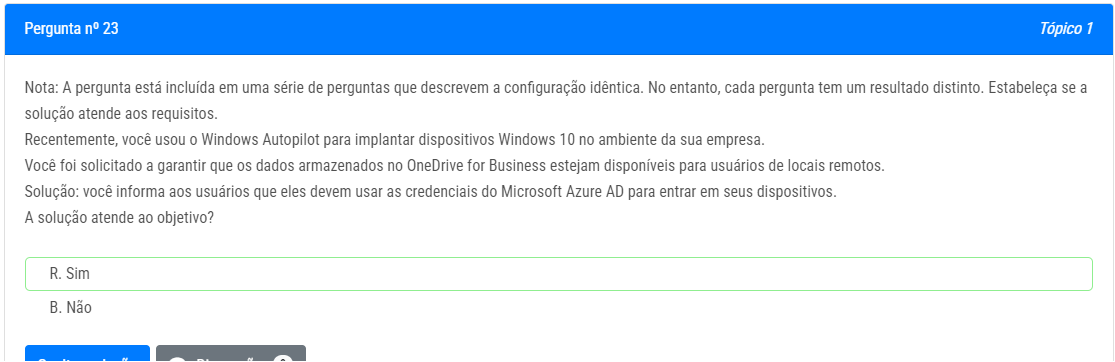 Pergunta nº 23
Tópico 1
Nota: A pergunta está incluída em uma série de perguntas que descrevem a configuração idêntica. No entanto, cada pergunta tem um resultado distinto. Estabeleça se a
solução atende aos requisitos.
Recentemente, você usou o Windows Autopilot para implantar dispositivos Windows 10 no ambiente da sua empresa.
Você foi solicitado a garantir que os dados armazenados no OneDrive for Business estejam disponíveis para usuários de locais remotos.
Solução: você informa aos usuários que eles devem usar as credenciais do Microsoft Azure AD para entrar em seus dispositivos.
A solução atende ao objetivo?
R. Sim
B. Não